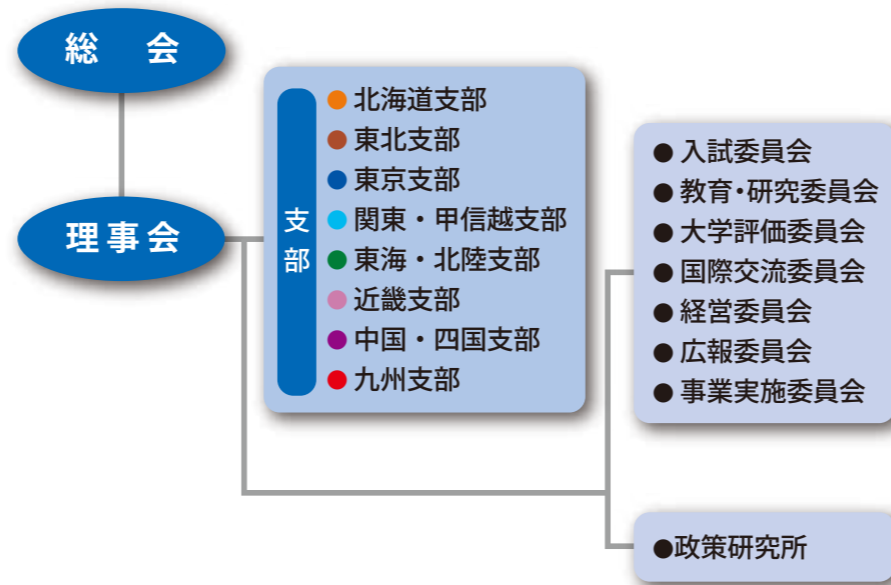 総　会
理事会
支部
● 北海道支部
● 東北支部
● 東京支部
● 関東・甲信越支部
● 東海・北陸支部
● 近畿支部
● 中国・四国支部
● 九州支部
● 入試委員会
● 教育・研究委員会
● 大学評価委員会
● 国際交流委員会
● 経営委員会
● 広報委員会
● 事業実施委員会
●政策研究所